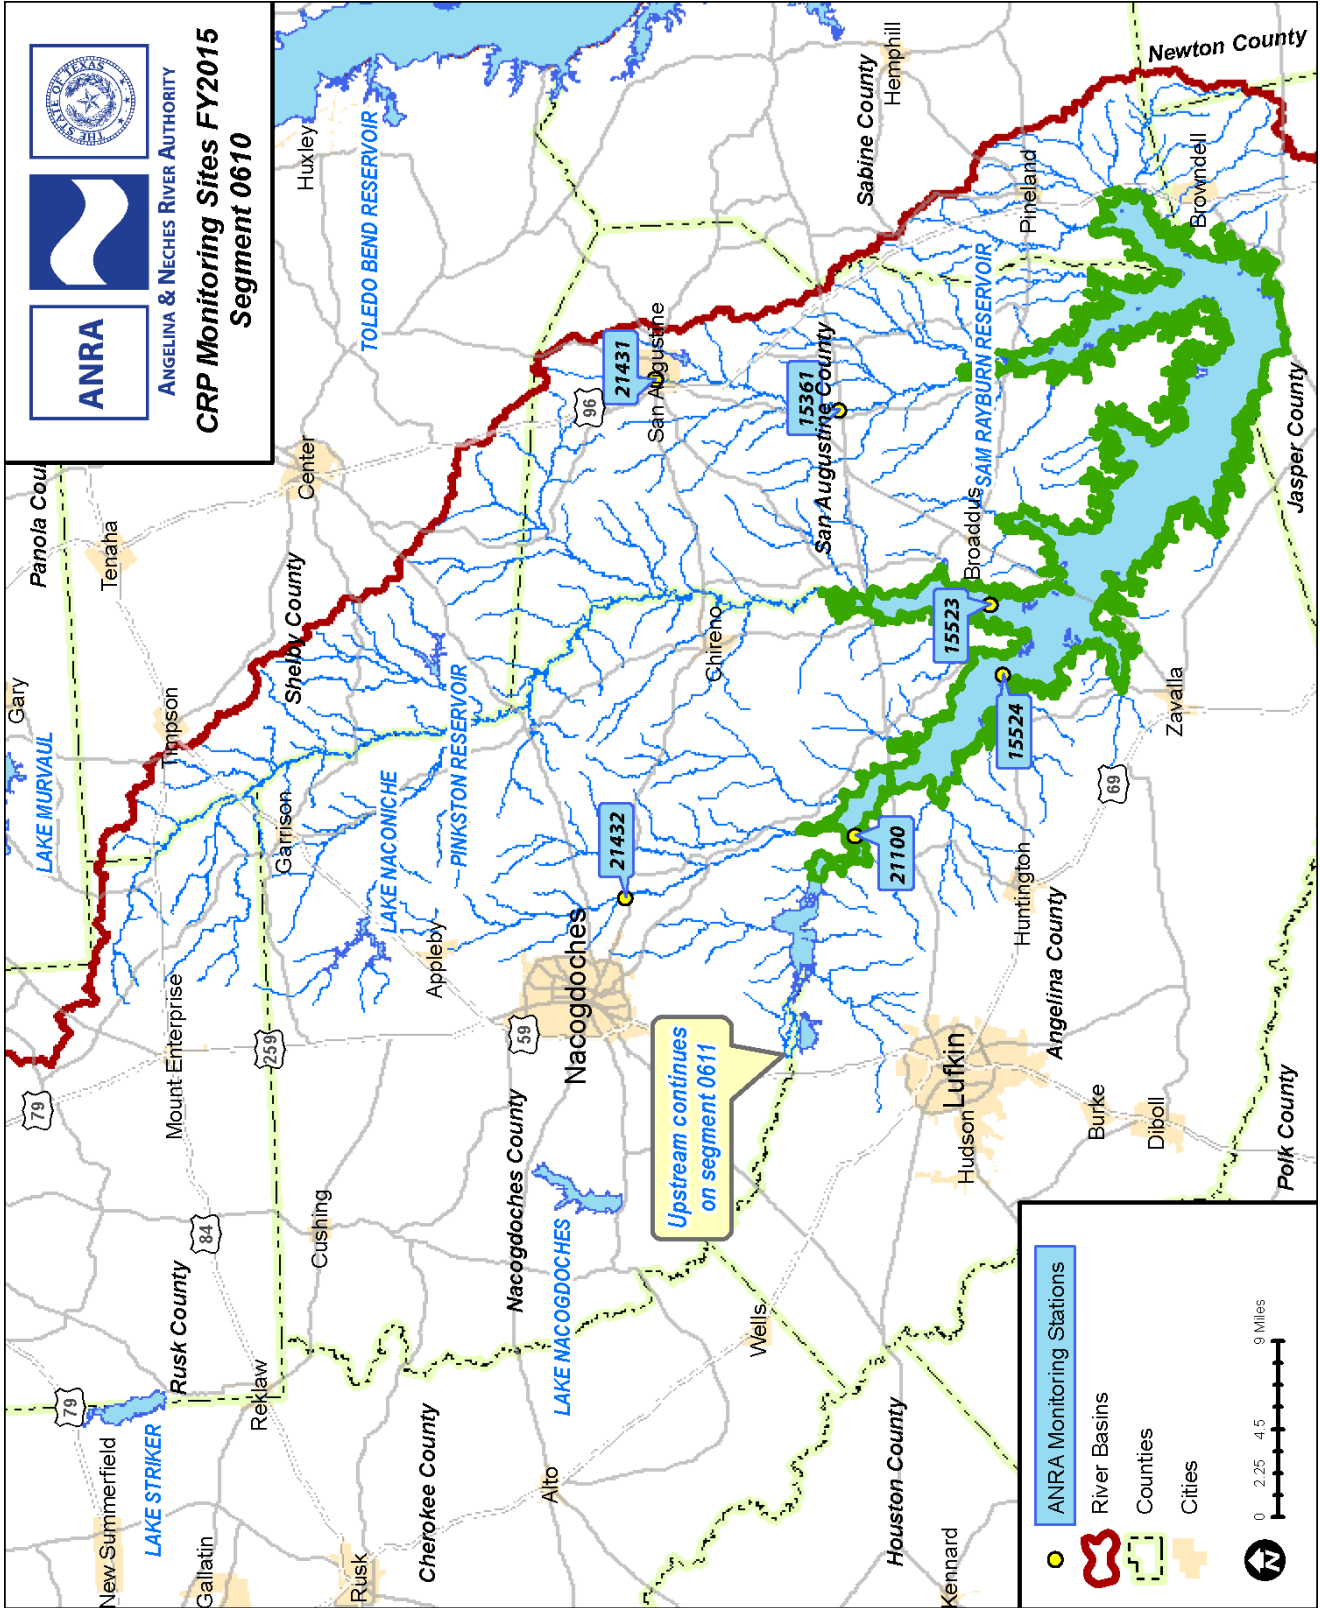 ANRA
THE STATE OF TEXAS
ANGELINA & NECHES RIVER AUTHORITY
CRP Monitoring Sites FY2015
Segment 0610
Gary
Panola Cou
Tenaha
LAKE MURVAUL
Timpson
Center
Huxley
TOLEDO BEND RESERVOIR
Shelby County
79
Mount Enterprise
259
Garrison
LAKE NACONICHE
PINKSTON RESERVOIR
Appleby
96
21431
San Augustine
Sabine County
Hemphill
Newton County
79
Rusk County
84
Cushing
Reklaw
New Summerfield
LAKE STRIKER
Gallatin
Rusk
Cherokee County
Alto
Nacogdoches County
LAKE NACOGDOCHES
59
Nacogdoches
21432
Chireno
15361
San Augustine County
Pineland
SAM RAYBURN RESERVOIR
Broaddus
Browndell
Jasper County
15523
15524
21100
Upstream continues
on segment 0611
Wells
Houston County
Kennard
Hudson
Lufkin
Huntington
Angelina County
69
Zavalla
Burke
Diboll
Polk County
ANRA Monitoring Stations
River Basins
Counties
Cities
N
0 2.25 4.5 9 Miles